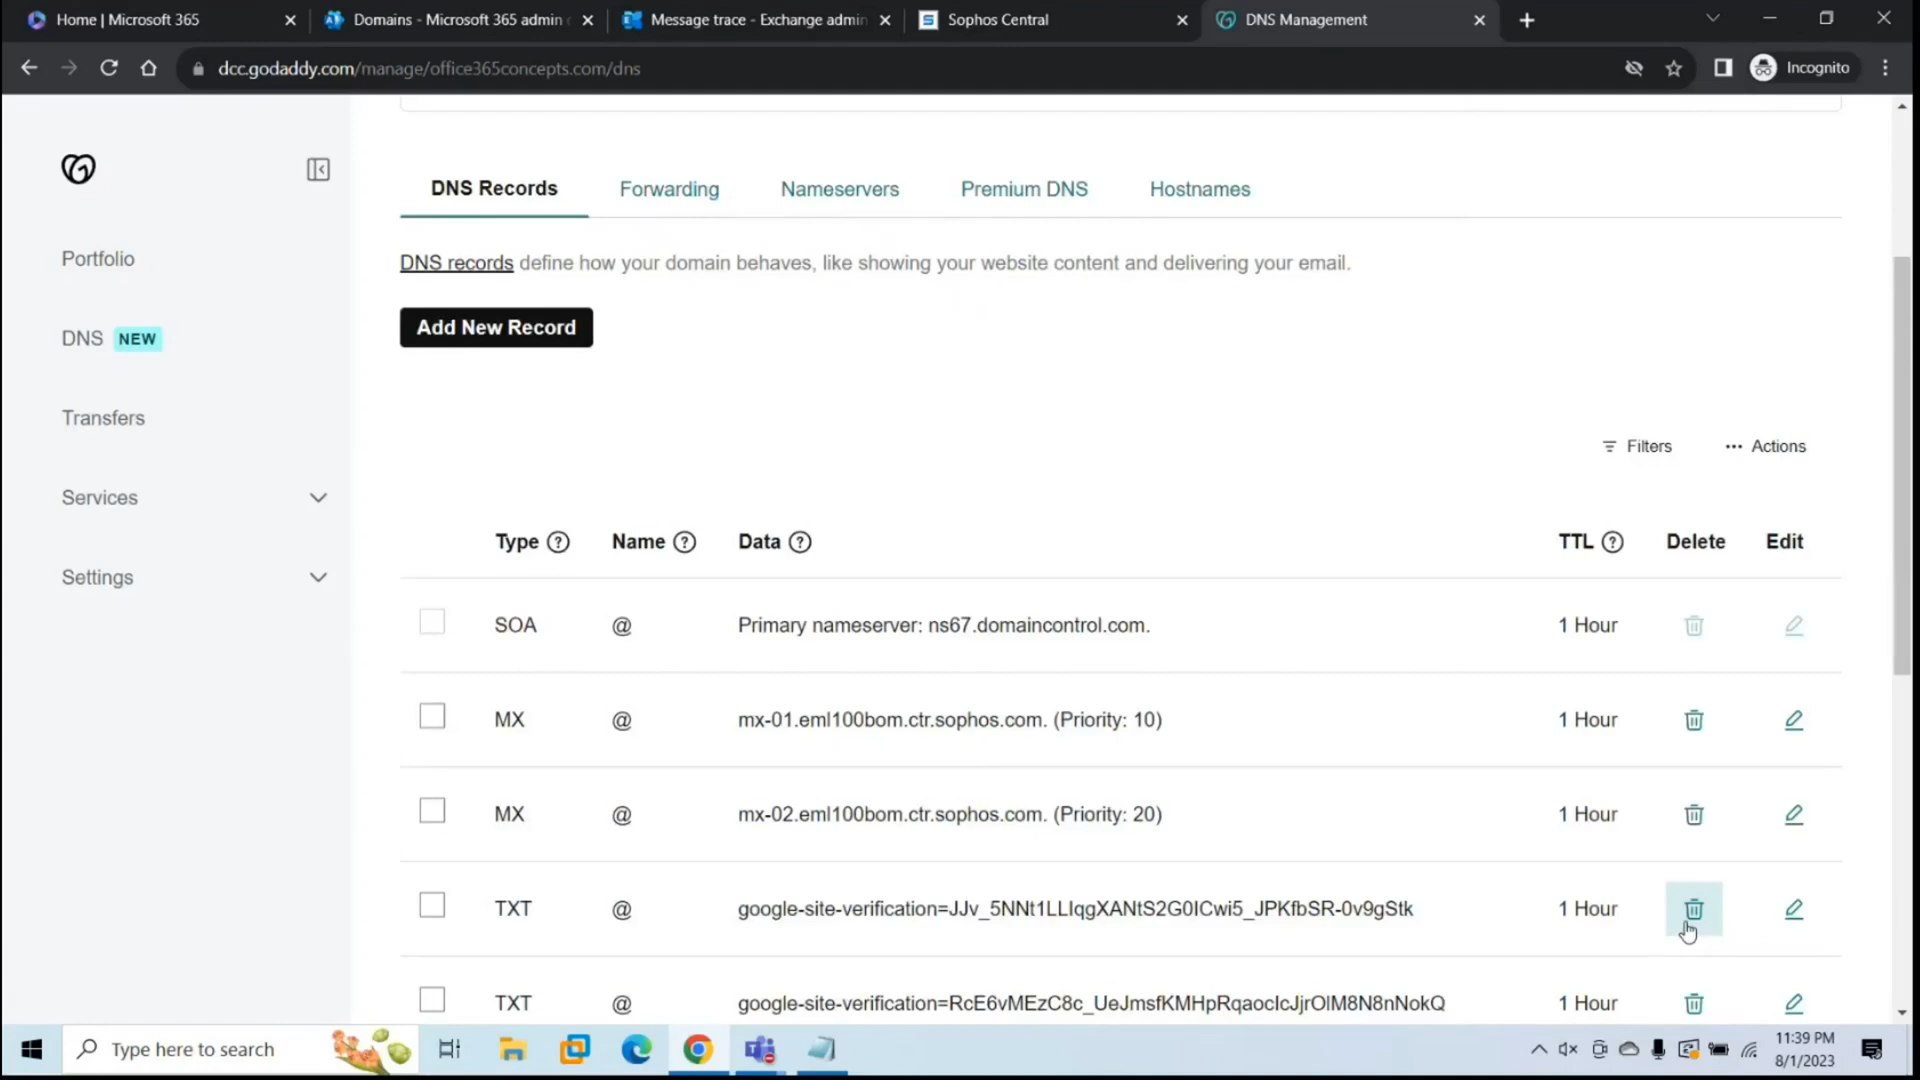 Home | Microsoft 365
Domains - Microsoft 365 admin c
Message trace - Exchange admin
Sophos Central
DNS Management
dcc.godaddy.com/manage/office365concepts.com/dns
Incognito
DNS Records
Forwarding
Nameservers
Premium DNS
Hostnames
Portfolio
DNS NEW
Transfers
Services
Settings
DNS records define how your domain behaves, like showing your website content and delivering your email.
Add New Record
Filters
Actions
Type ? Name ? Data ? TTL ? Delete Edit
SOA @ Primary nameserver: ns67.domaincontrol.com. 1 Hour
MX @ mx-01.eml100bom.ctr.sophos.com. (Priority: 10) 1 Hour
MX @ mx-02.eml100bom.ctr.sophos.com. (Priority: 20) 1 Hour
TXT @ google-site-verification=JJv_5NNt1LLIqgXANtS2G0ICwi5_JPKfbSR-0v9gStk 1 Hour
TXT @ google-site-verification=RcE6vMEzC8c_UeJmsfKMHpRqaocIcJjrOlM8N8nNokQ 1 Hour
Type here to search
11:39 PM
8/1/2023